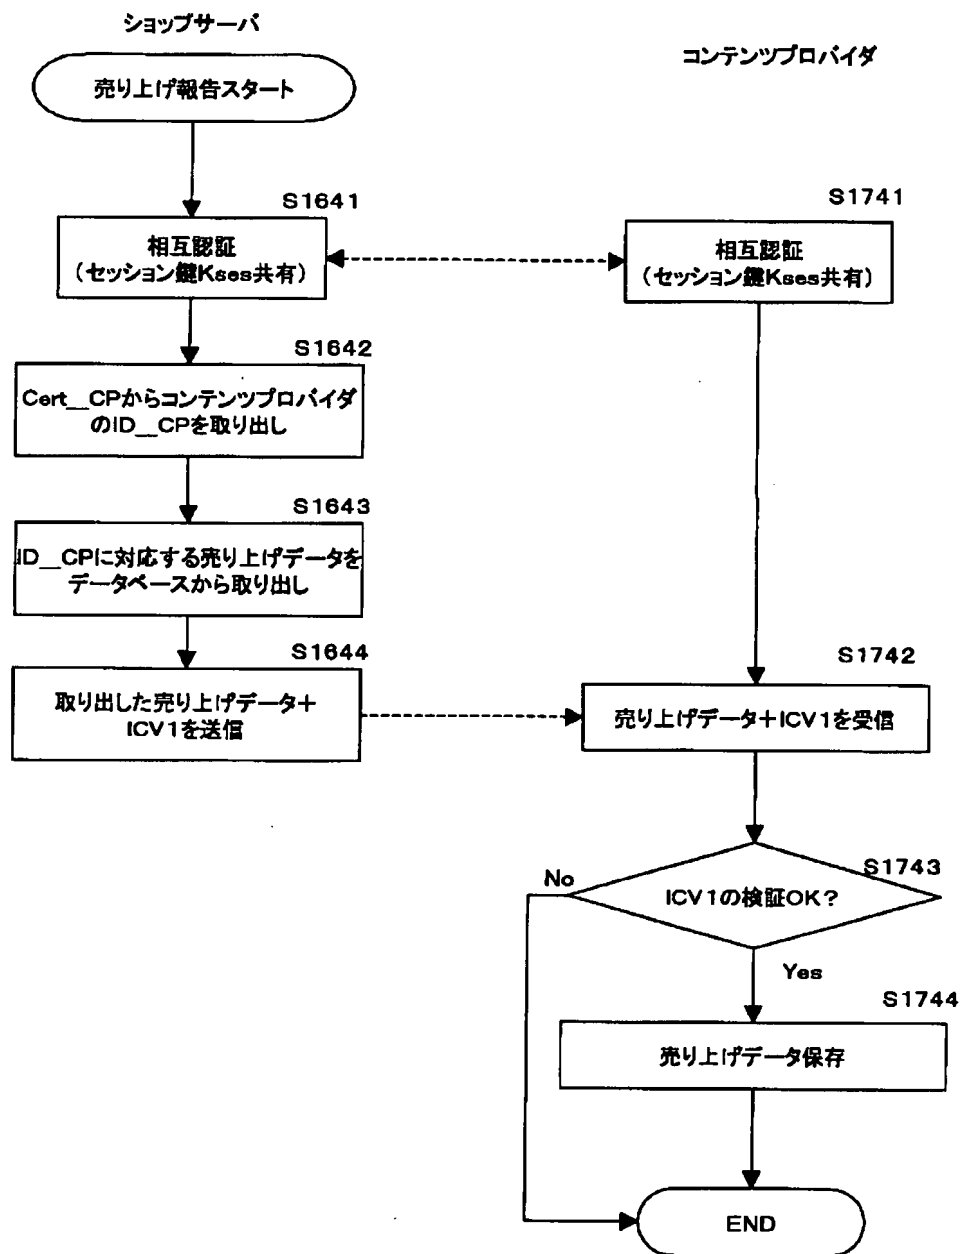 ショップサーバ
売り上げ報告スタート
S1641
相互認証
（セッション鍵Kses共有）
S1642
Cert__CPからコンテンツプロバイダ
のID__CPを取り出し
S1643
ID__CPに対応する売り上げデータを
データベースから取り出し
S1644
取り出した売り上げデータ＋
ICV1を送信
コンテンツプロバイダ
S1741
相互認証
（セッション鍵Kses共有）
S1742
売り上げデータ＋ICV1を受信
S1743
ICV1の検証OK？
No
Yes
S1744
売り上げデータ保存
END